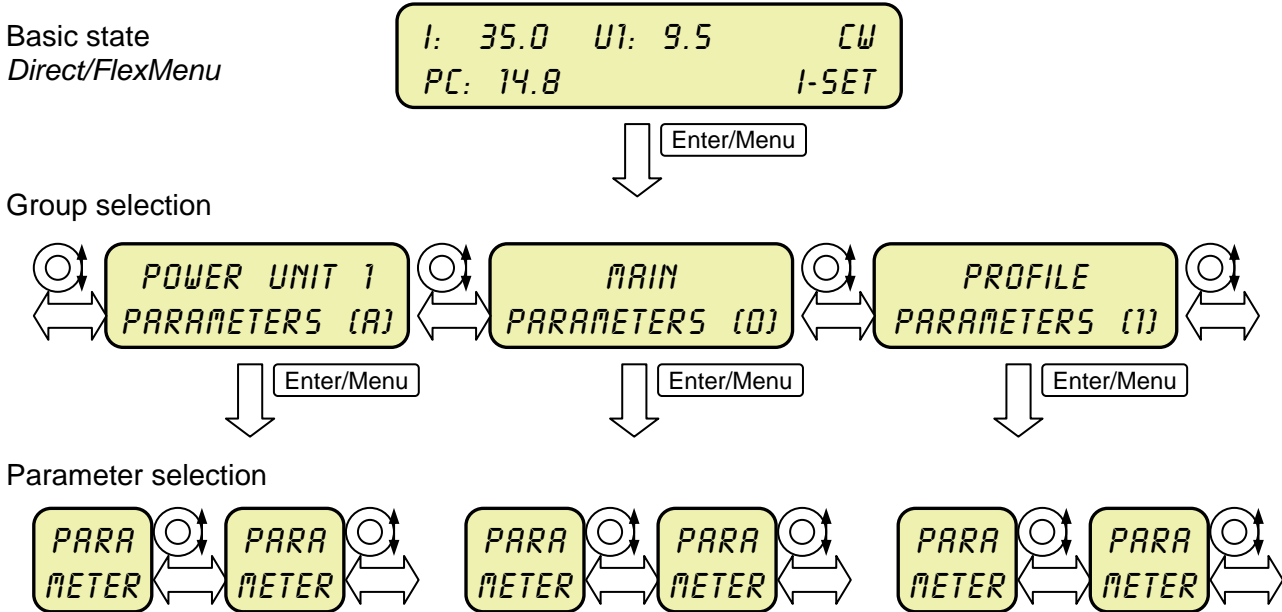 Basic state
Direct/FlexMenu
I: 35.0 U1: 9.5 CW
PC: 14.8 I-SET
Enter/Menu
Group selection
POWER UNIT 1
PARAMETERS (A)
MAIN
PARAMETERS (0)
PROFILE
PARAMETERS (1)
Enter/Menu
Enter/Menu
Enter/Menu
Parameter selection
PARA
METER
PARA
METER
PARA
METER
PARA
METER
PARA
METER
PARA
METER